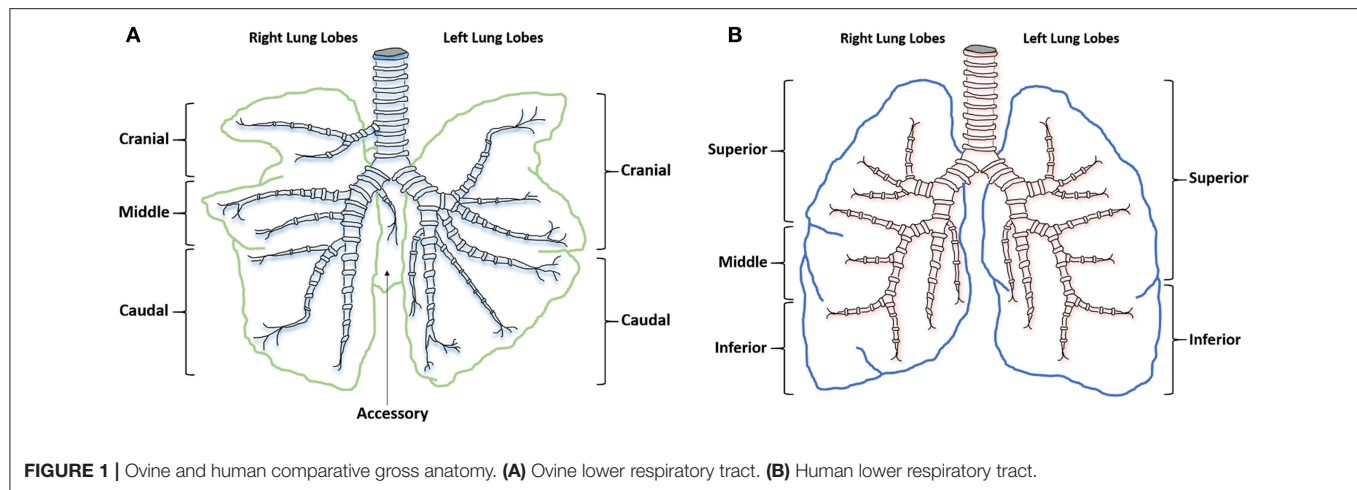 A
Right Lung Lobes
Left Lung Lobes
Cranial
Middle
Caudal
Cranial
Caudal
Accessory
B
Right Lung Lobes
Left Lung Lobes
Superior
Middle
Inferior
Superior
Inferior
FIGURE 1 | Ovine and human comparative gross anatomy. (A) Ovine lower respiratory tract. (B) Human lower respiratory tract.